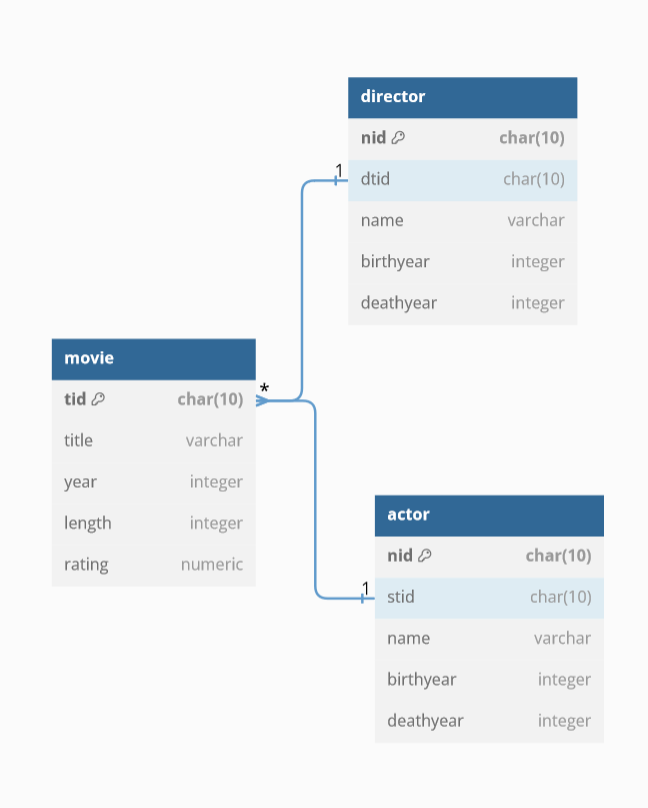 director
nid char(10)
1
dtid char(10)
name varchar
birthyear integer
deathyear integer
movie
*
tid char(10)
title varchar
year integer
length integer
rating numeric
actor
nid char(10)
1
stid char(10)
name varchar
birthyear integer
deathyear integer